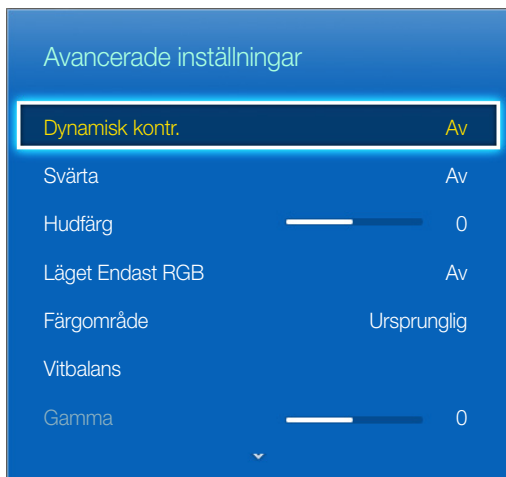 Avancerade inställningar
Dynamisk kontr. Av
Svärta Av
Hudfärg 0
Läget Endast RGB Av
Färgområde Ursprunglig
Vitbalans
Gamma 0